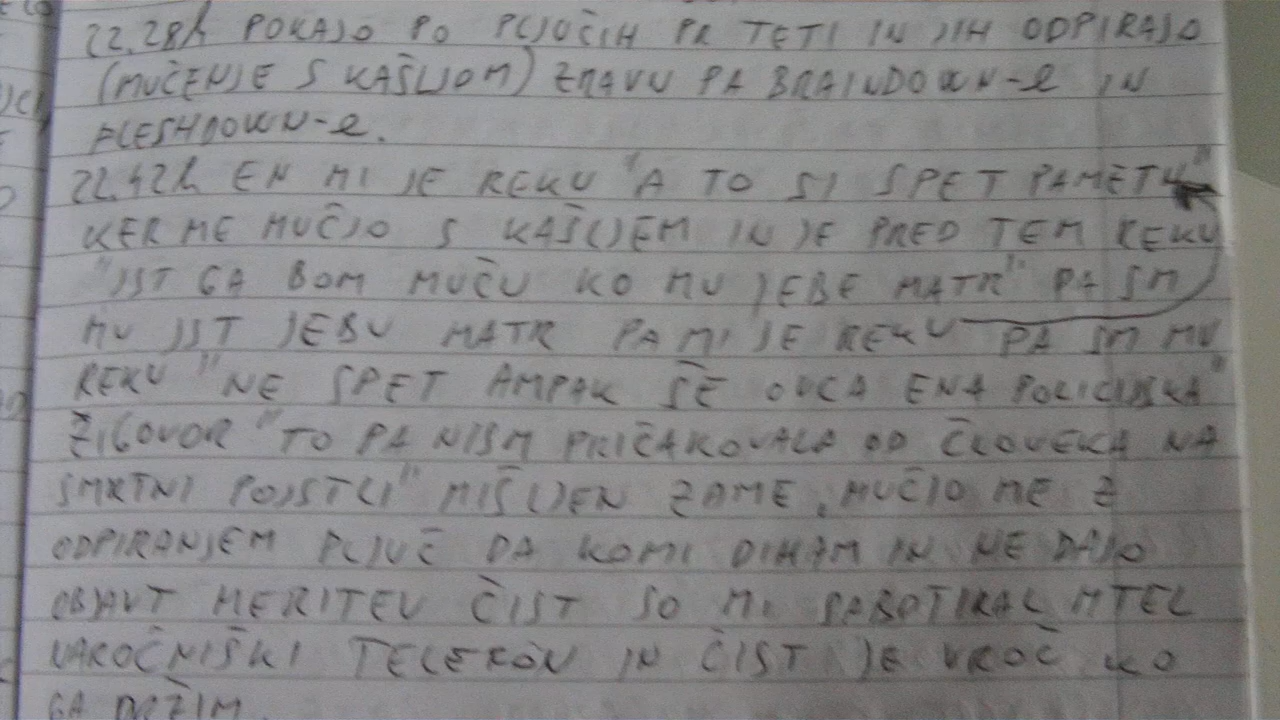 22.28h POKAJO PO PLJUČIH PR TETI IN JIH ODPIRAJO
(MUČENJE S KAŠLJOM) ZRAVU PA BRAINDOWN-e IN
FLESHDOWN-e.
22.42h EN MI JE REKU "A TO SI SPET PAMETU"
KER ME MUČJO S KAŠLJEM IN JE PRED TEM REKU
"JST GA BOM MUČU KO MU JEBE MATR" PA SM
MU JST JEBU MATR PA MI JE REKU PA SM MU
REKU "NE SPET AMPAK ŠE OVCA ENA POLICIJSKA"
ŽIGOVOR "TO PA NISM PRIČAKOVALA OD ČLOVEKA NA
SMRTNI POJSTLI" MIŠLJEN ZAME, MUČJO ME Z
ODPIRANJEM PLJUČ DA KOMI DIHAM IN NE DAJO
OBJAVT MERITEV ČIST SO MI SABOTIRAL MTEL
NAROČNIŠKI TELEFON IN ČIST JE VROČ KO
GA DRŽIM.